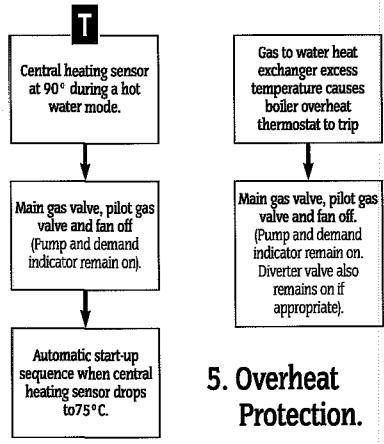 T
Central heating sensor
at 90° during a hot
water mode.
Main gas valve, pilot gas
valve and fan off
(Pump and demand
indicator remain on).
Automatic start-up
sequence when central
heating sensor drops
to75°C.
Gas to water heat
exchanger excess
temperature causes
boiler overheat
thermostat to trip
Main gas valve, pilot gas
valve and fan off.
(Pump and demand
indicator remain on.
Diverter valve also
remains on if
appropriate).
5. Overheat
Protection.